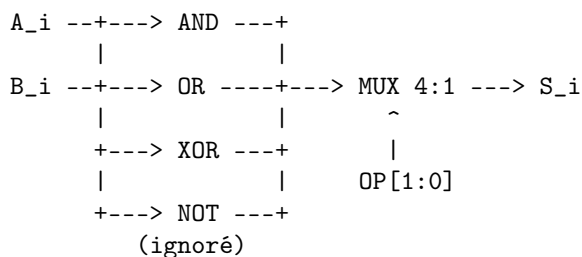 A_i --+---> AND ---+
| |
B_i --+---> OR ----+---> MUX 4:1 ---> S_i
| | ^
+---> XOR ---+ |
| | OP[1:0]
+---> NOT ---+
(ignoré)